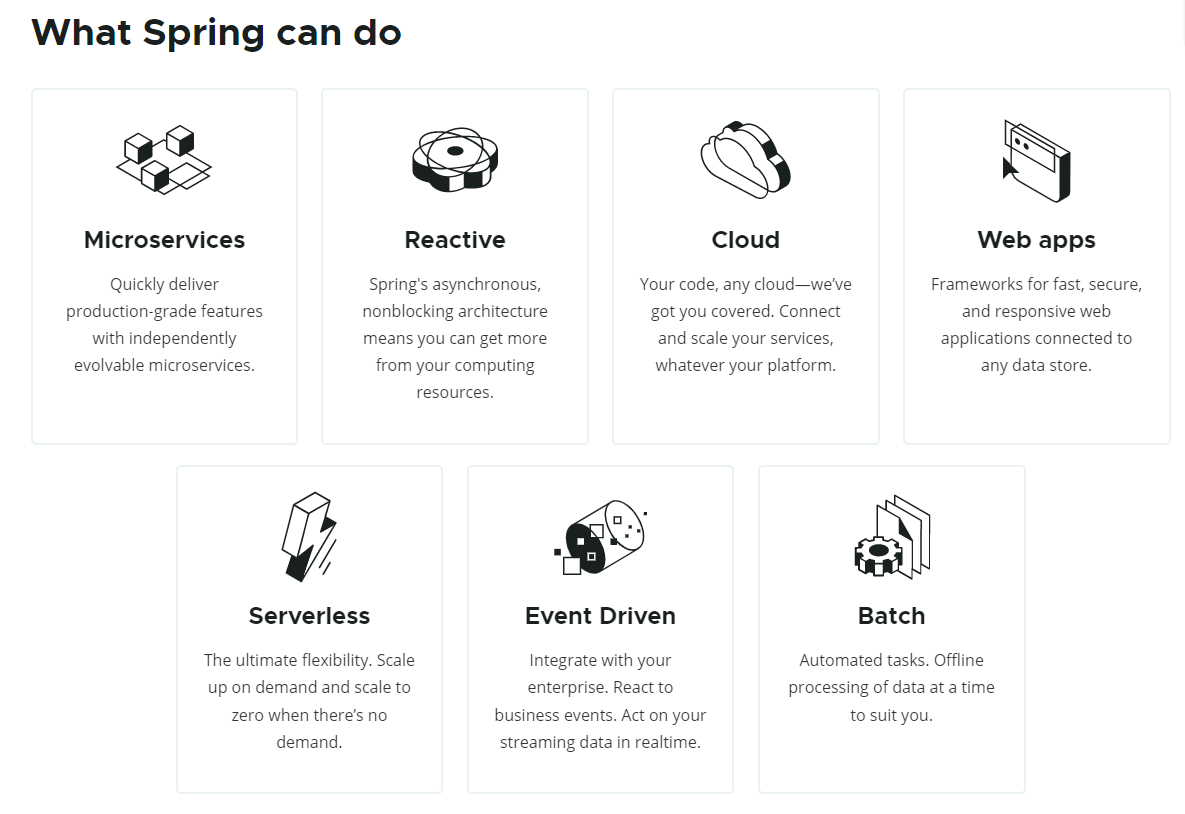 What Spring can do
Microservices
Quickly deliver
production-grade features
with independently
evolvable microservices.
Reactive
Spring's asynchronous,
nonblocking architecture
means you can get more
from your computing
resources.
Cloud
Your code, any cloud—we’ve
got you covered. Connect
and scale your services,
whatever your platform.
Web apps
Frameworks for fast, secure,
and responsive web
applications connected to
any data store.
Serverless
The ultimate flexibility. Scale
up on demand and scale to
zero when there’s no
demand.
Event Driven
Integrate with your
enterprise. React to
business events. Act on your
streaming data in realtime.
Batch
Automated tasks. Offline
processing of data at a time
to suit you.